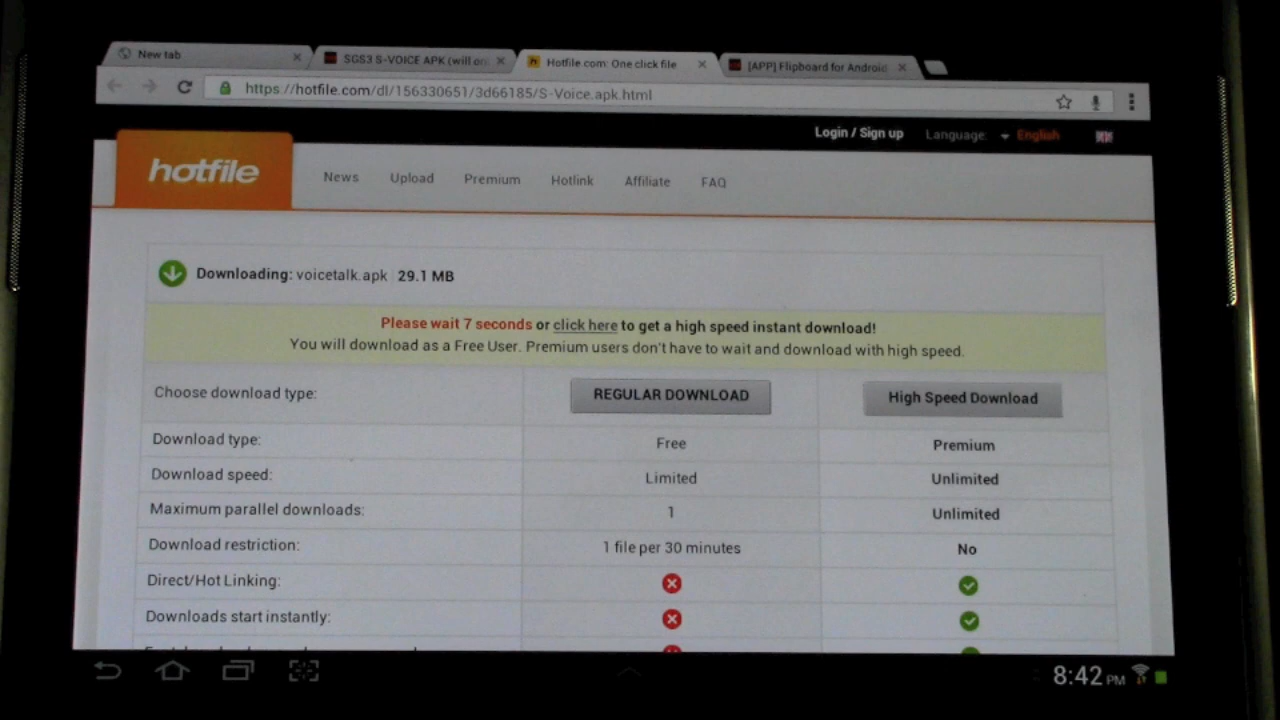 New tab
SGS3 S-VOICE APK (will on
Hotfile.com: One click file
[APP] Flipboard for Android
https://hotfile.com/dl/156330651/3d66185/S-Voice.apk.html
Login / Sign up
Language:
English
hotfile
News
Upload
Premium
Hotlink
Affiliate
FAQ
Downloading: voicetalk.apk | 29.1 MB
Please wait 7 seconds or click here to get a high speed instant download!
You will download as a Free User. Premium users don't have to wait and download with high speed.
Choose download type:
REGULAR DOWNLOAD
High Speed Download
Download type:
Free
Premium
Download speed:
Limited
Unlimited
Maximum parallel downloads:
1
Unlimited
Download restriction:
1 file per 30 minutes
No
Direct/Hot Linking:
Downloads start instantly:
8:42 PM